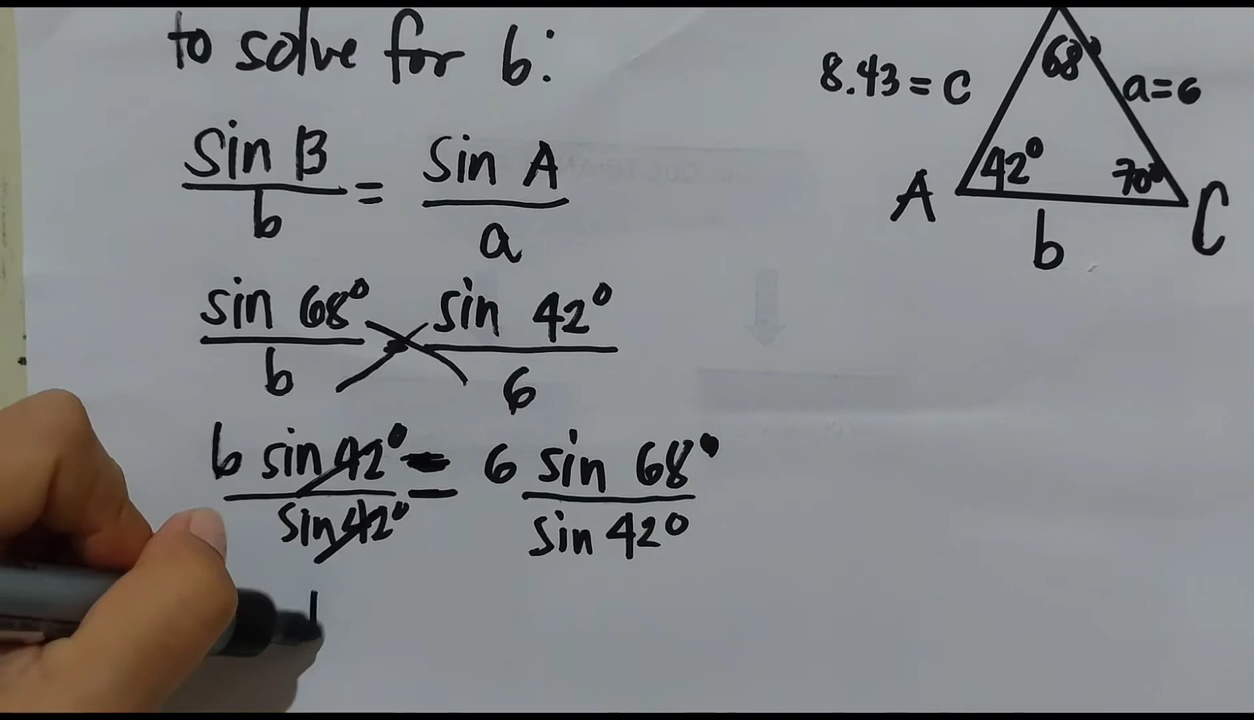 to solve for b:
sin B / b = sin A / a
sin 68° / b = sin 42° / 6
b sin 42° / sin 42° = 6 sin 68° / sin 42°
68°
8.43 = c
a = 6
42°
70°
A
b
C